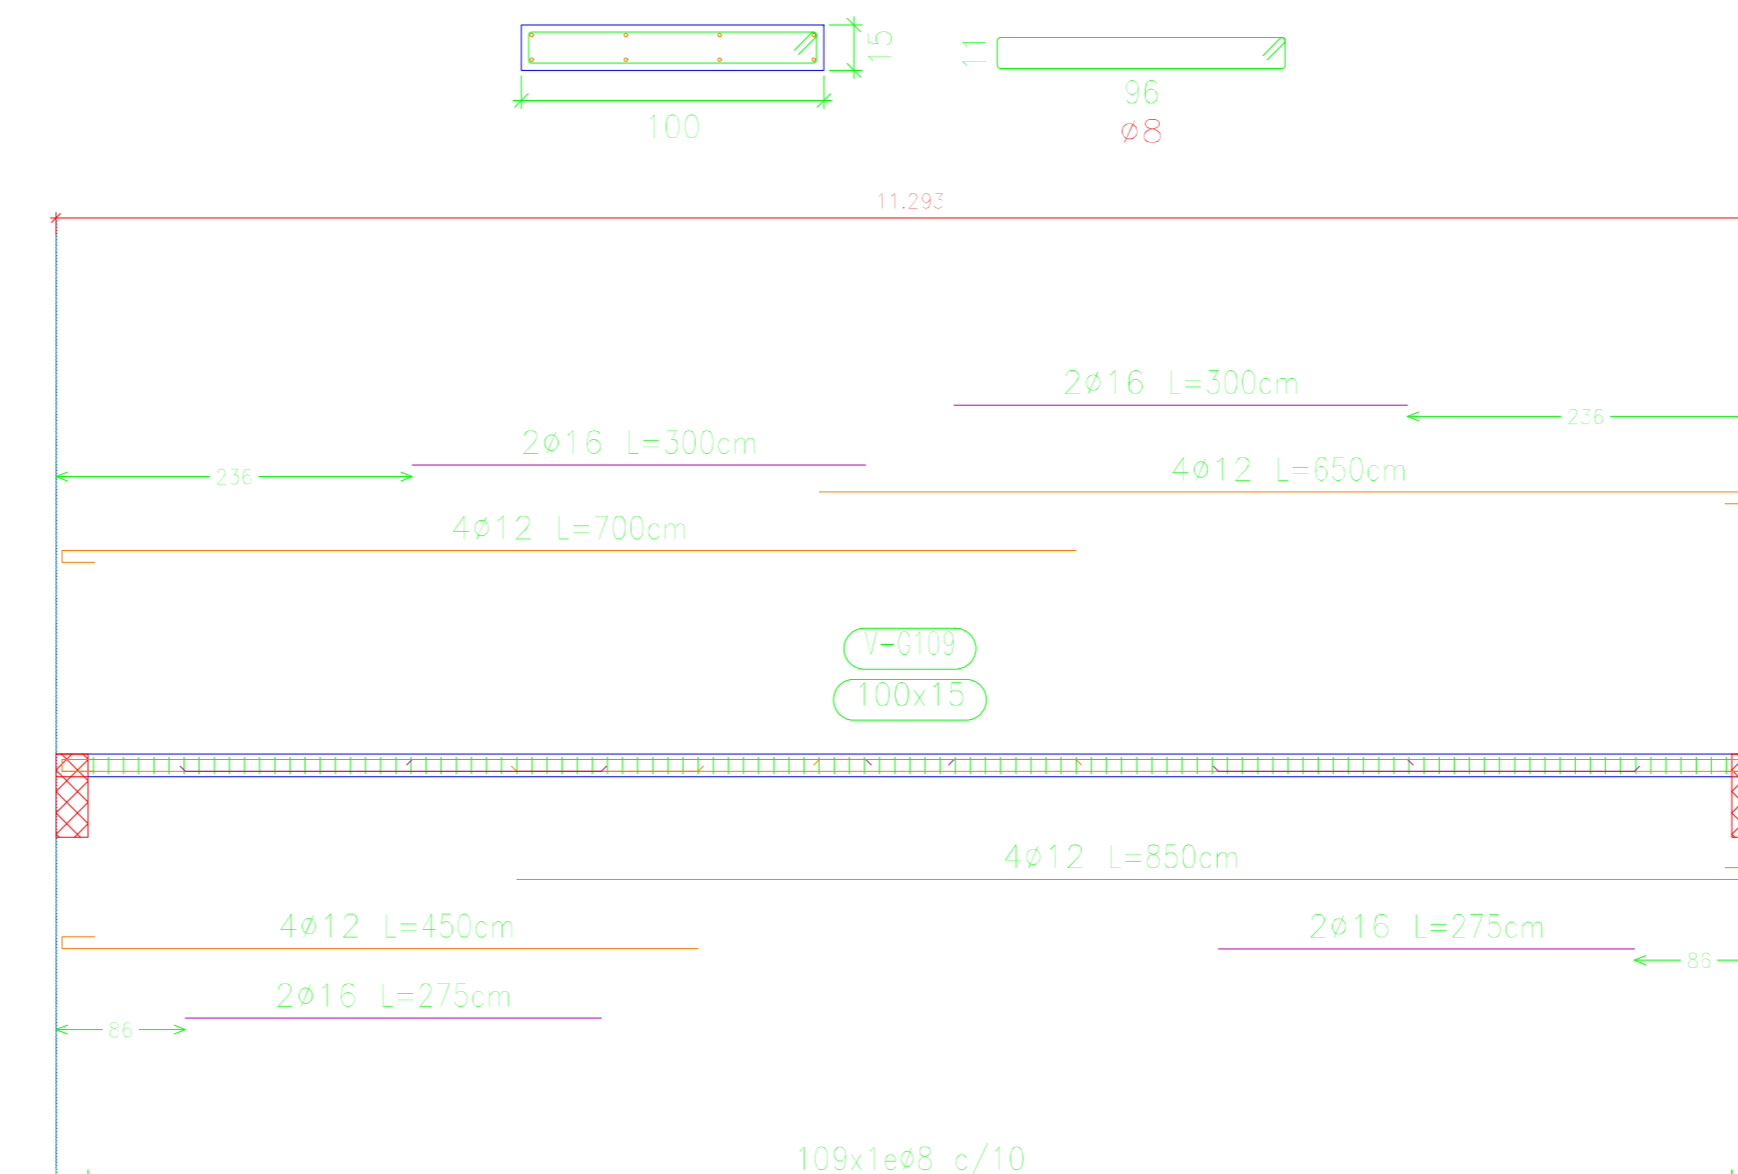 15
11
96
100
ø8
11.293
2ø16 L=300cm
236
2ø16 L=300cm
236
4ø12 L=650cm
4ø12 L=700cm
V-G109
100x15
4ø12 L=850cm
4ø12 L=450cm
2ø16 L=275cm
86
2ø16 L=275cm
86
109x1eø8 c/10